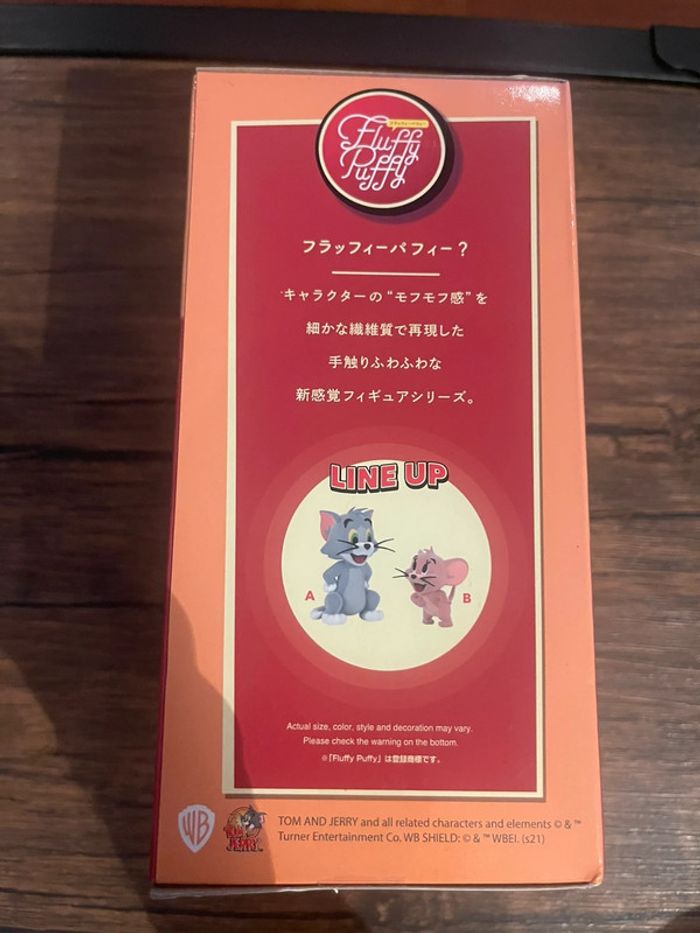 フラッフィーパフィー
Fluffy
Puffy
フラッフィーパフィー？
キャラクターの“モフモフ感”を
細かな繊維質で再現した
手触りふわふわな
新感覚フィギュアシリーズ。
LINE UP
A
B
Actual size, color, style and decoration may vary.
Please check the warning on the bottom.
※「Fluffy Puffy」は登録商標です。
WB
TOM AND
JERRY
TOM AND JERRY and all related characters and elements © & ™
Turner Entertainment Co. WB SHIELD: © & ™ WBEI. (s21)